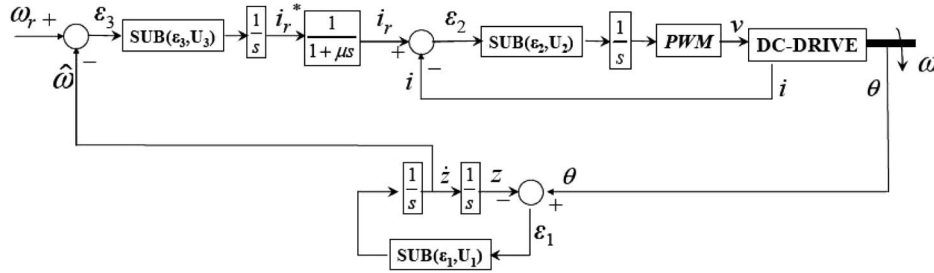 ω_r + ε_3 SUB(ε_3,U_3) 1/s i_r* 1/(1 + μs) i_r + ε_2 SUB(ε_2,U_2) 1/s PWM v DC-DRIVE ω
− ω̂ − i i θ
1/s ż 1/s z − θ +
ε_1
SUB(ε_1,U_1)